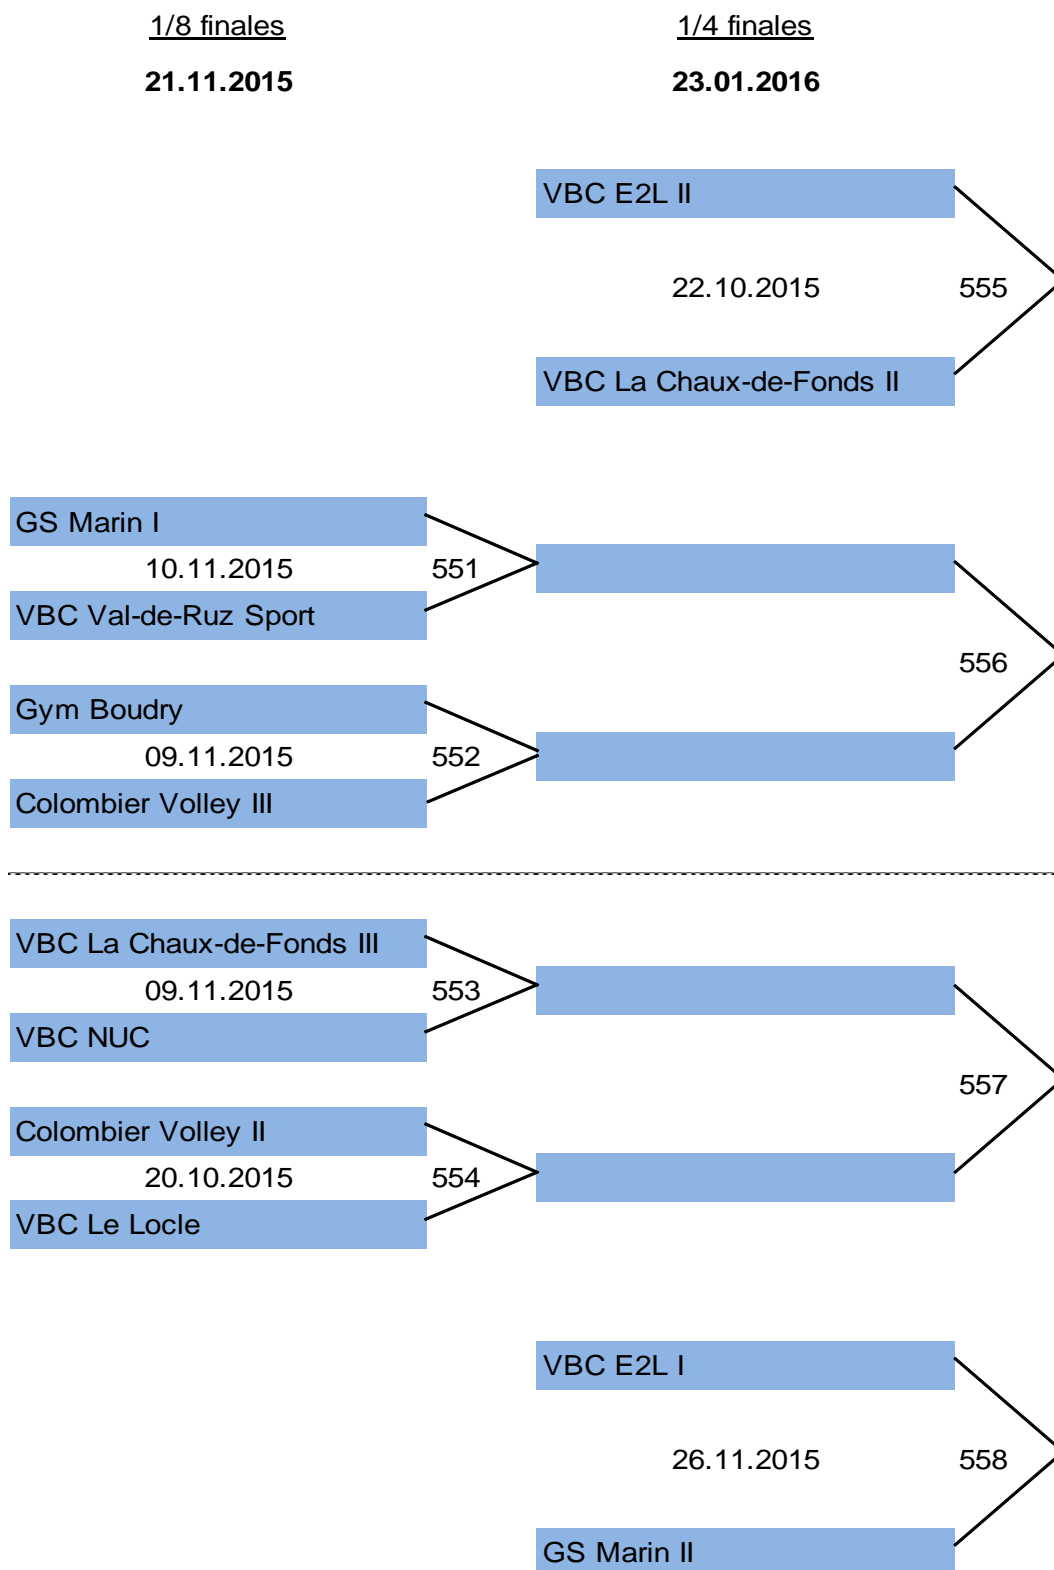 1/8 finales
1/4 finales
21.11.2015
23.01.2016
VBC E2L II
22.10.2015
555
VBC La Chaux-de-Fonds II
GS Marin I
10.11.2015
551
VBC Val-de-Ruz Sport
556
Gym Boudry
09.11.2015
552
Colombier Volley III
VBC La Chaux-de-Fonds III
09.11.2015
553
VBC NUC
557
Colombier Volley II
20.10.2015
554
VBC Le Locle
VBC E2L I
26.11.2015
558
GS Marin II